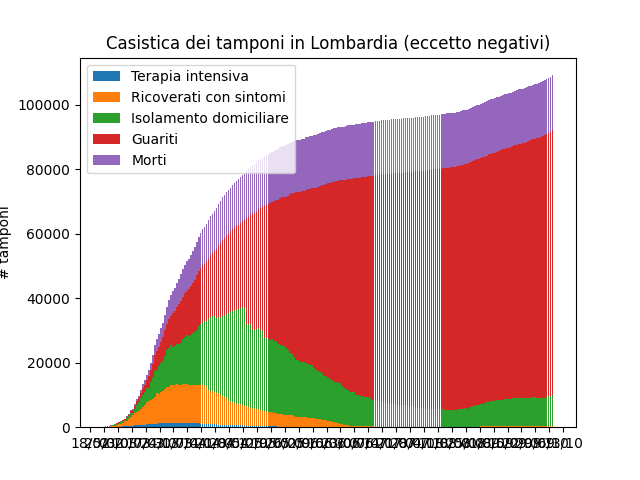 Casistica dei tamponi in Lombardia (eccetto negativi)
Terapia intensiva
Ricoverati con sintomi
Isolamento domiciliare
Guariti
Morti
# tamponi
100000
80000
60000
40000
20000
0